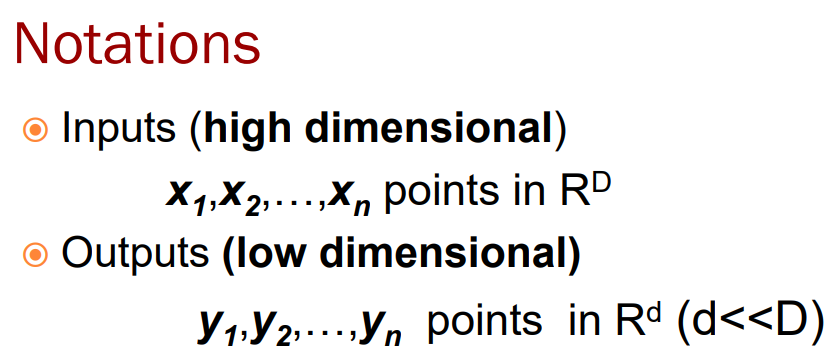 Notations
Inputs (high dimensional)
x1,x2,...,xn points in RD
Outputs (low dimensional)
y1,y2,...,yn points in Rd (d<<D)